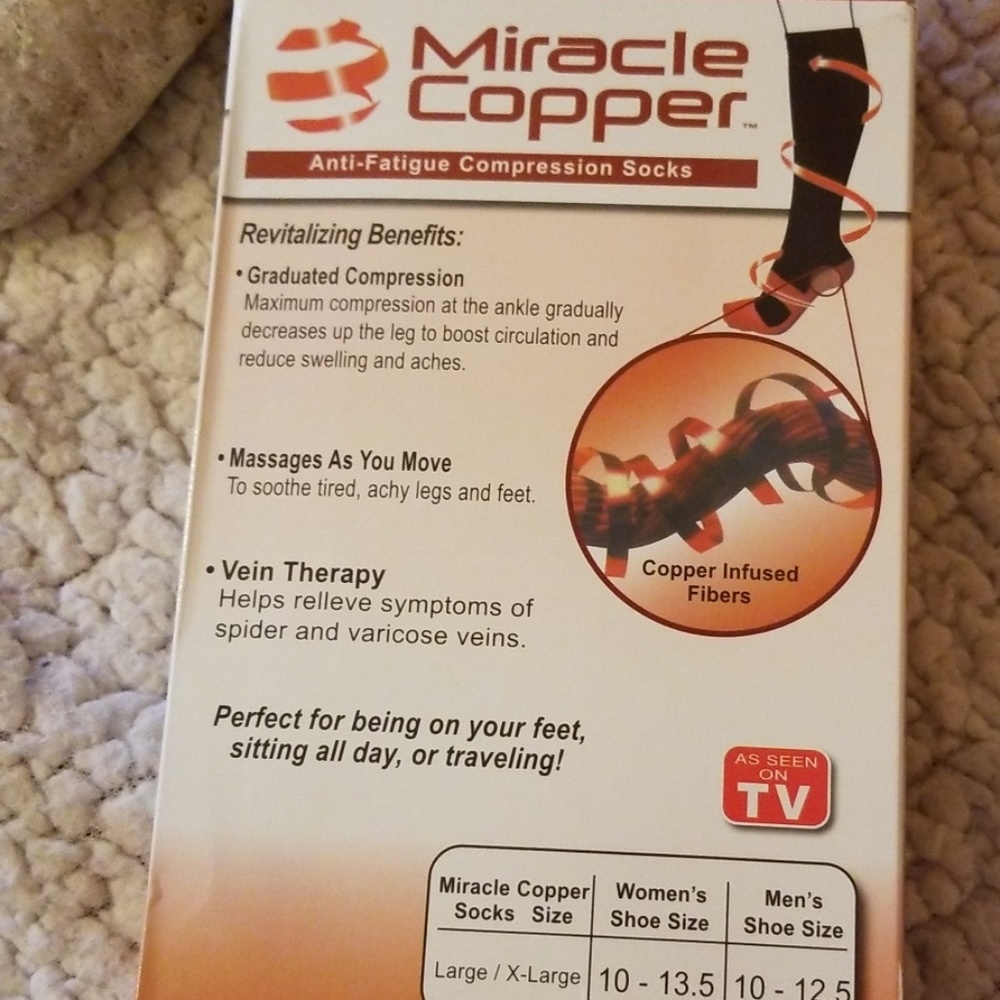 Miracle
Copper™
Anti-Fatigue Compression Socks
Revitalizing Benefits:
• Graduated Compression
Maximum compression at the ankle gradually
decreases up the leg to boost circulation and
reduce swelling and aches.
• Massages As You Move
To soothe tired, achy legs and feet.
• Vein Therapy
Helps relleve symptoms of
spider and varicose veins.
Copper Infused
Fibers
Perfect for being on your feet,
sitting all day, or traveling!
AS SEEN
ON
TV
Miracle Copper Women's Men's
Socks Size Shoe Size Shoe Size
Large / X-Large 10 - 13.5 10 - 12.5